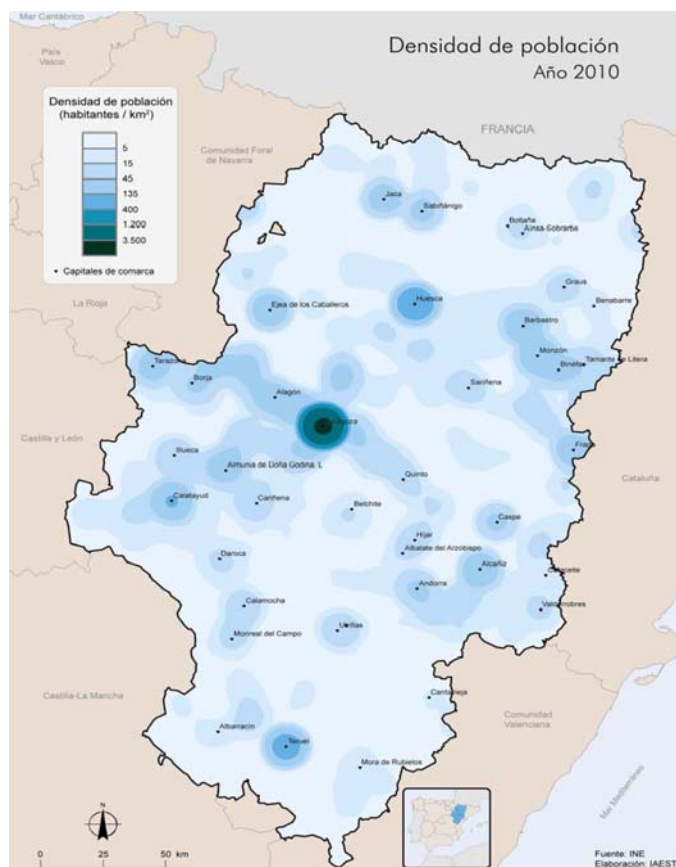 Mar Cantábrico
Densidad de población
Año 2010
País
Vasco
Densidad de población
(habitantes / km²)
5
15
45
135
400
1.200
3.500
Capitales de comarca
Comunidad Foral
de Navarra
FRANCIA
Jaca
Sabiñánigo
Boltaña
Aínsa-Sobrarbe
Graus
Benabarre
La Rioja
Ejea de los Caballeros
Huesca
Barbastro
Monzón
Tarazona
Binéfar
Tamarite de Litera
Borja
Sariñena
Alagón
Zaragoza
Castilla y León
Illueca
Fraga
Almunia de Doña Godina, L
Cataluña
Quinto
Calatayud
Cariñena
Belchite
Caspe
Híjar
Albalate del Arzobispo
Daroca
Alcañiz
Calaceite
Andorra
Calamocha
Valderrobres
Utrillas
Monreal del Campo
Castilla-La Mancha
Cantavieja
Comunidad
Valenciana
Albarracín
Teruel
Mora de Rubielos
Mar Mediterráneo
N
0 25 50 km
Fuente: INE
Elaboración: IAEST